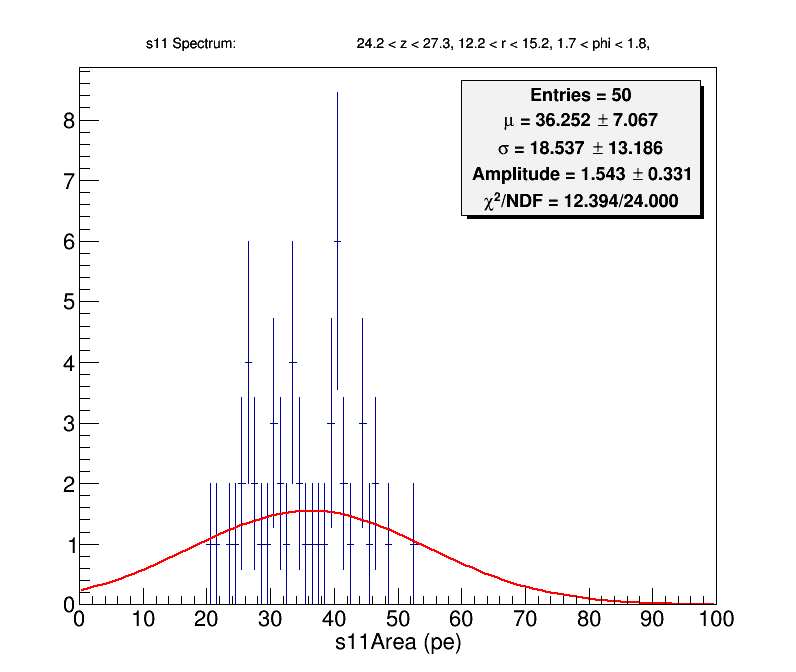 s11 Spectrum: 24.2 < z < 27.3, 12.2 < r < 15.2, 1.7 < phi < 1.8,
Entries = 50
μ = 36.252 ± 7.067
σ = 18.537 ± 13.186
Amplitude = 1.543 ± 0.331
χ²/NDF = 12.394/24.000
8
7
6
5
4
3
2
1
0
0 10 20 30 40 50 60 70 80 90 100
s11Area (pe)